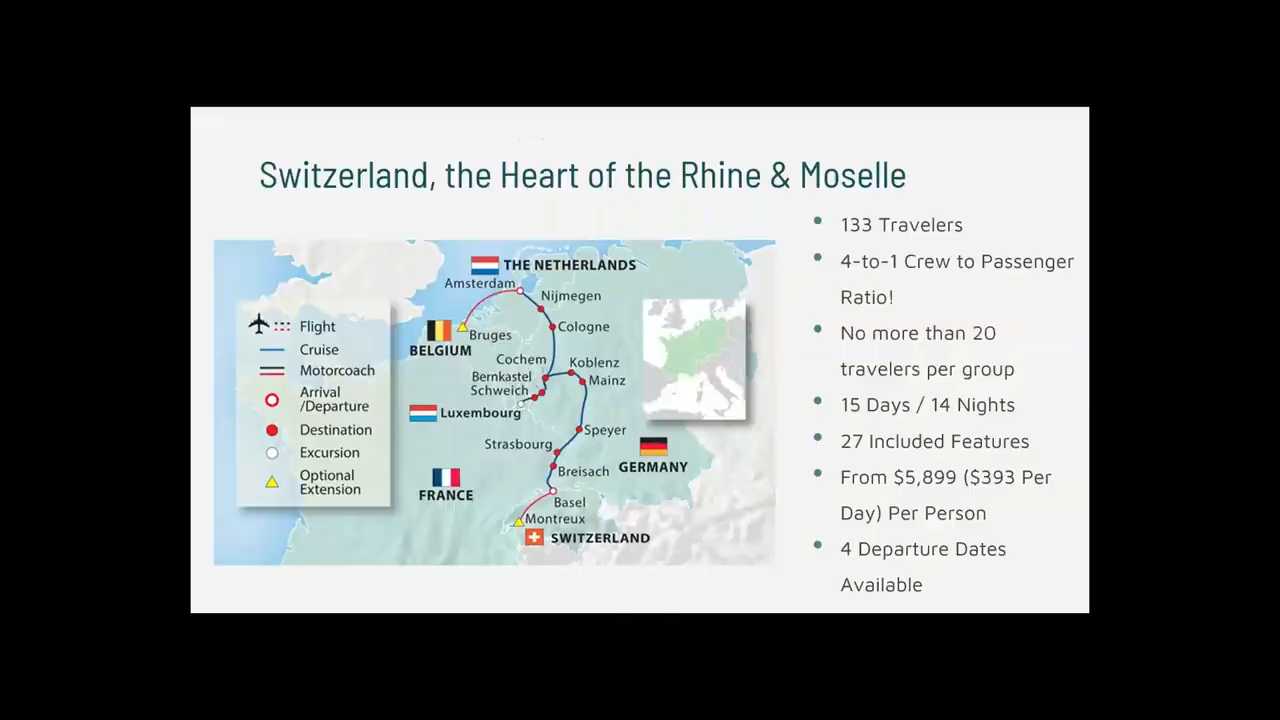 Switzerland, the Heart of the Rhine & Moselle
THE NETHERLANDS
Amsterdam
Nijmegen
Cologne
Bruges
BELGIUM
Cochem
Koblenz
Bernkastel
Mainz
Schweich
Luxembourg
Speyer
Strasbourg
GERMANY
Breisach
FRANCE
Basel
Montreux
SWITZERLAND
Flight
Cruise
Motorcoach
Arrival
/Departure
Destination
Excursion
Optional
Extension
133 Travelers
4-to-1 Crew to Passenger
Ratio!
No more than 20
travelers per group
15 Days / 14 Nights
27 Included Features
From $5,899 ($393 Per
Day) Per Person
4 Departure Dates
Available